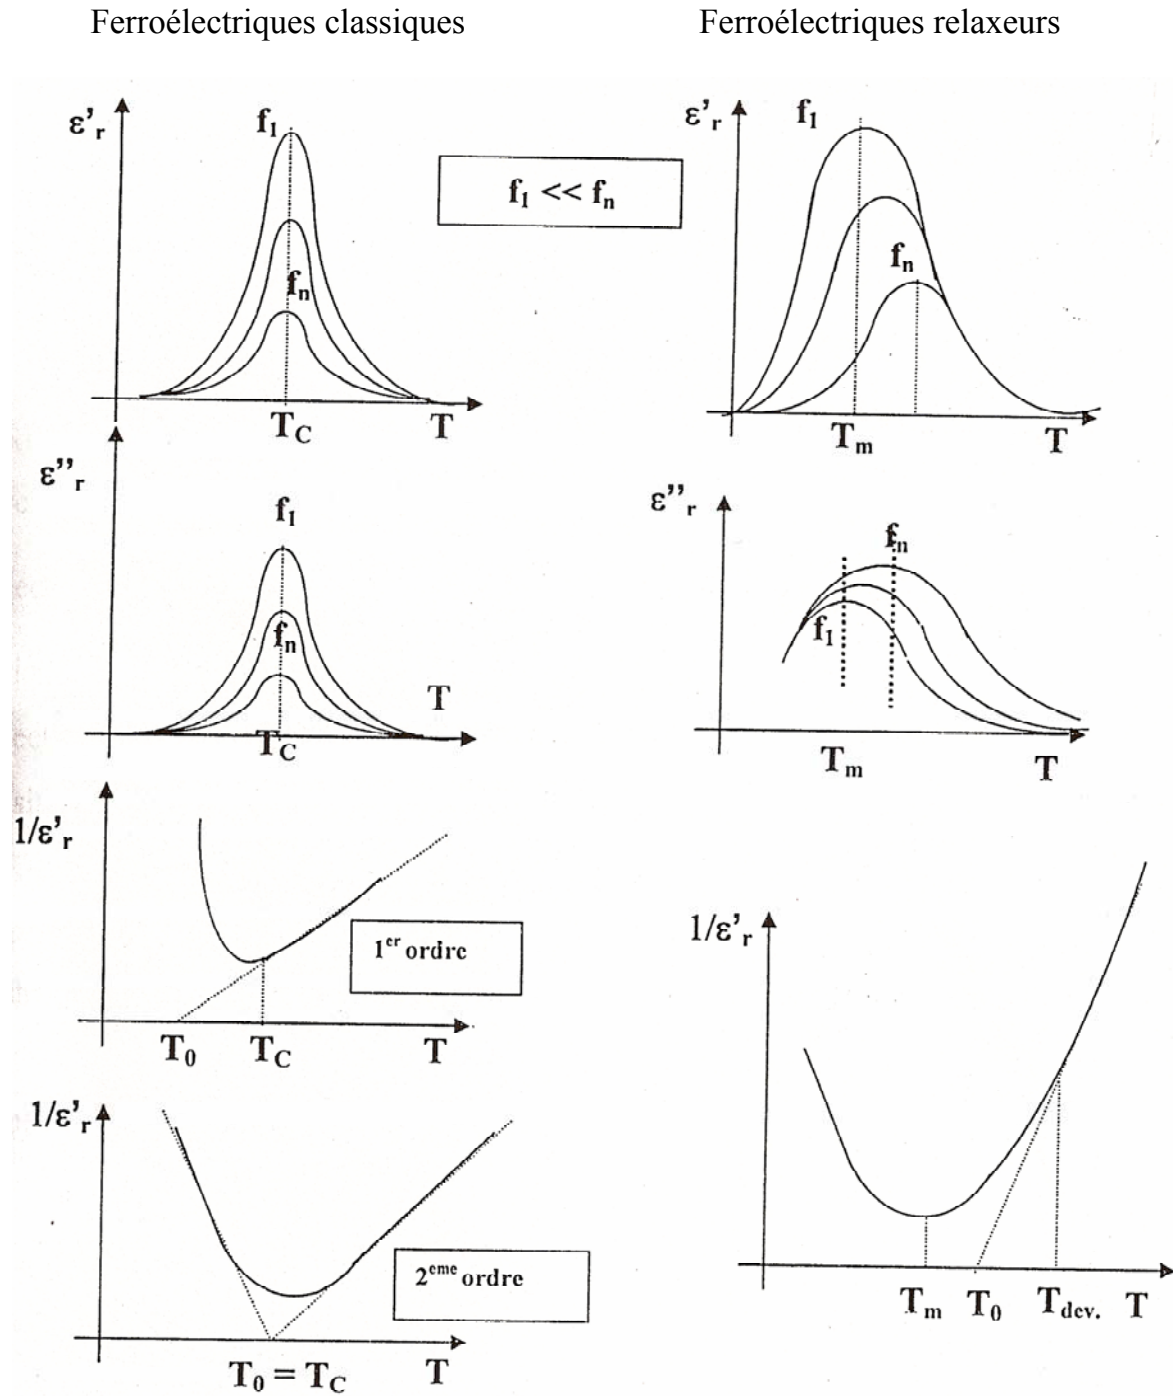 Ferroélectriques classiques
Ferroélectriques relaxeurs
ε'r
f1
fn
TC
T
f1 << fn
ε'r
f1
fn
Tm
T
ε''r
f1
fn
T
TC
ε''r
fn
f1
Tm
T
1/ε'r
1er ordre
T0
TC
T
1/ε'r
2eme ordre
T0 = TC
T
1/ε'r
Tm
T0
Tdev.
T